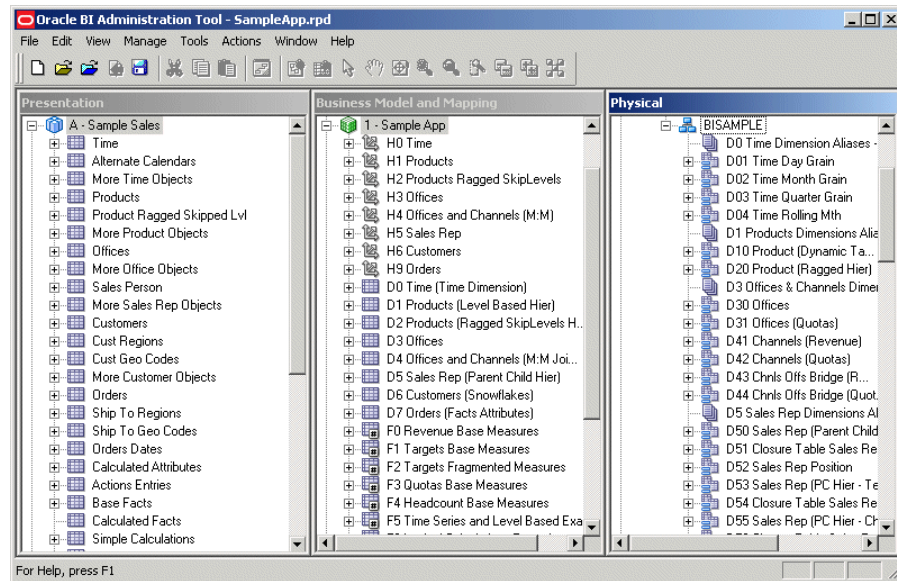 Oracle BI Administration Tool - SampleApp.rpd
File Edit View Manage Tools Actions Window Help
Presentation
A - Sample Sales
Time
Alternate Calendars
More Time Objects
Products
Product Ragged Skipped Lvl
More Product Objects
Offices
More Office Objects
Sales Person
More Sales Rep Objects
Customers
Cust Regions
Cust Geo Codes
More Customer Objects
Orders
Ship To Regions
Ship To Geo Codes
Orders Dates
Calculated Attributes
Actions Entries
Base Facts
Calculated Facts
Simple Calculations
Business Model and Mapping
1 - Sample App
H0 Time
H1 Products
H2 Products Ragged SkipLevels
H3 Offices
H4 Offices and Channels (M:M)
H5 Sales Rep
H6 Customers
H9 Orders
D0 Time (Time Dimension)
D1 Products (Level Based Hier)
D2 Products (Ragged SkipLevels H...
D3 Offices
D4 Offices and Channels (M:M Joi...
D5 Sales Rep (Parent Child Hier)
D6 Customers (Snowflakes)
D7 Orders (Facts Attributes)
F0 Revenue Base Measures
F1 Targets Base Measures
F2 Targets Fragmented Measures
F3 Quotas Base Measures
F4 Headcount Base Measures
F5 Time Series and Level Based Exa
Physical
BISAMPLE
D0 Time Dimension Aliases -
D01 Time Day Grain
D02 Time Month Grain
D03 Time Quarter Grain
D04 Time Rolling Mth
D1 Products Dimensions Alia
D10 Product (Dynamic Ta...
D20 Product (Ragged Hier)
D3 Offices & Channels Dimer
D30 Offices
D31 Offices (Quotas)
D41 Channels (Revenue)
D42 Channels (Quotas)
D43 Chnls Offs Bridge (R...
D44 Chnls Offs Bridge (Quot.
D5 Sales Rep Dimensions Al
D50 Sales Rep (Parent Child
D51 Closure Table Sales Re
D52 Sales Rep Position
D53 Sales Rep (PC Hier - Te
D54 Closure Table Sales Re
D55 Sales Rep (PC Hier - Ch
For Help, press F1